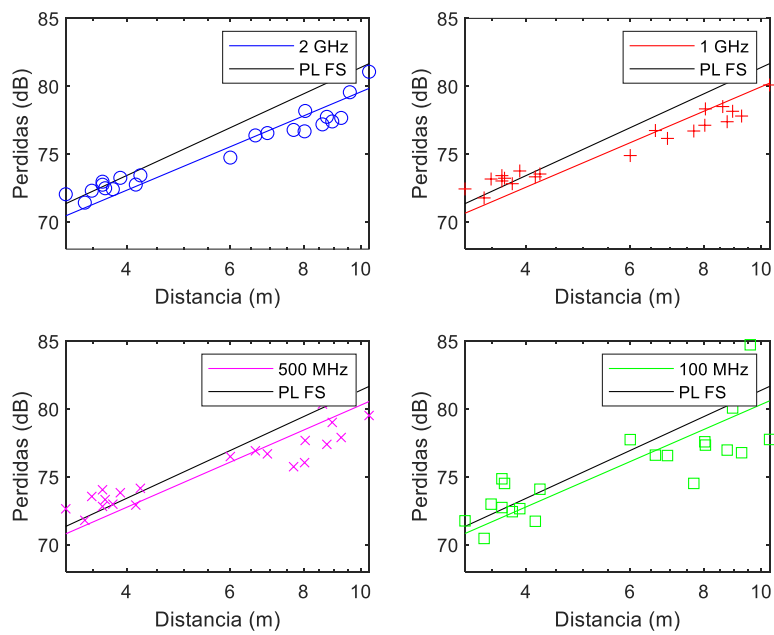 85
80
75
70
Perdidas (dB)
4
6
8
10
Distancia (m)
2 GHz
PL FS
85
80
75
70
Perdidas (dB)
4
6
8
10
Distancia (m)
1 GHz
PL FS
85
80
75
70
Perdidas (dB)
4
6
8
10
Distancia (m)
500 MHz
PL FS
85
80
75
70
Perdidas (dB)
4
6
8
10
Distancia (m)
100 MHz
PL FS